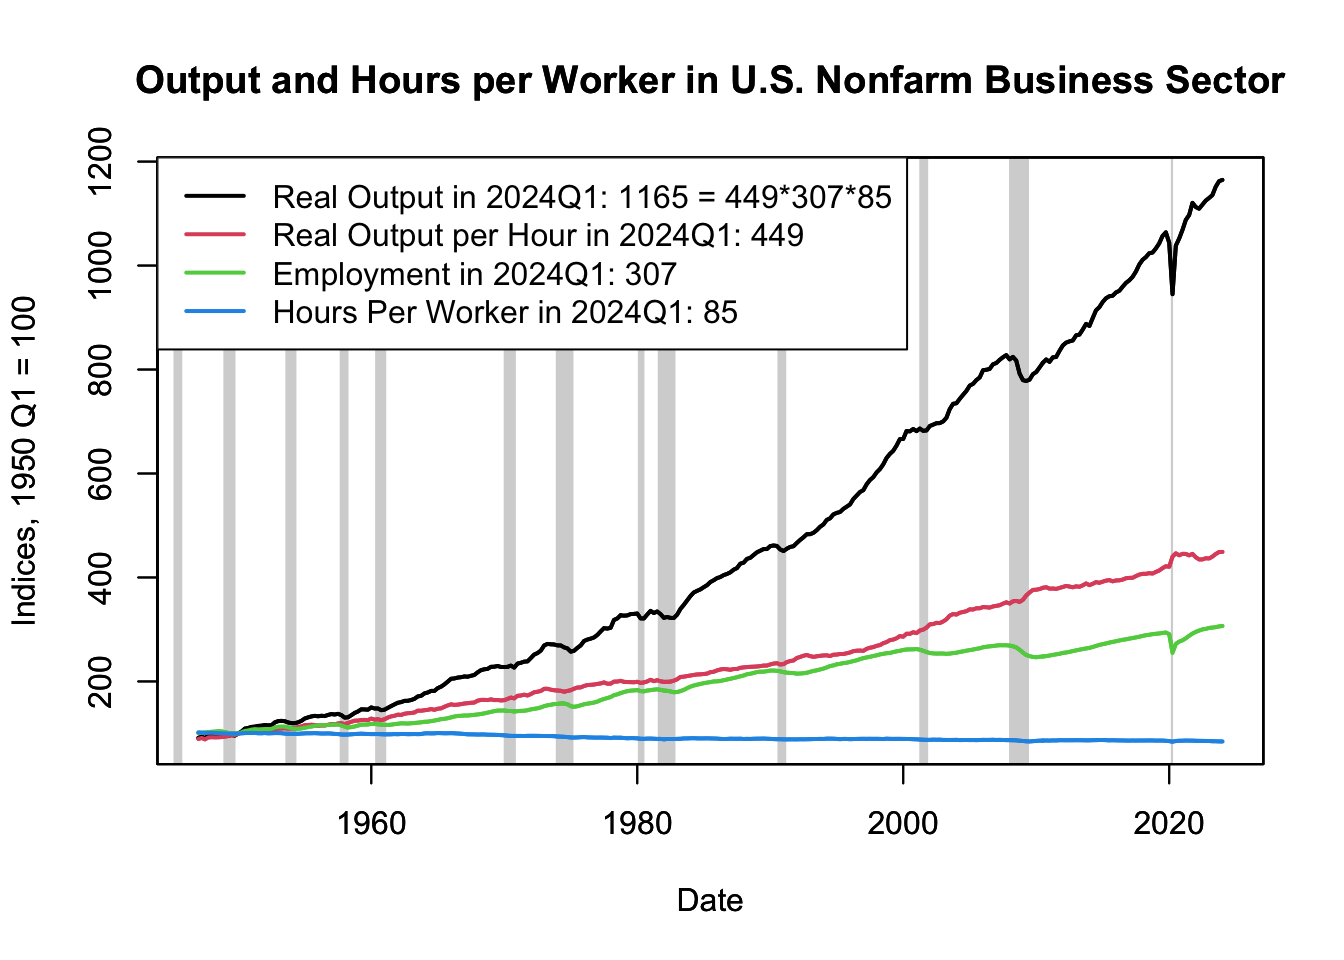 Output and Hours per Worker in U.S. Nonfarm Business Sector
Real Output in 2024Q1: 1165 = 449*307*85
Real Output per Hour in 2024Q1: 449
Employment in 2024Q1: 307
Hours Per Worker in 2024Q1: 85
Indices, 1950 Q1 = 100
1200
1000
800
600
400
200
1960
1980
2000
2020
Date